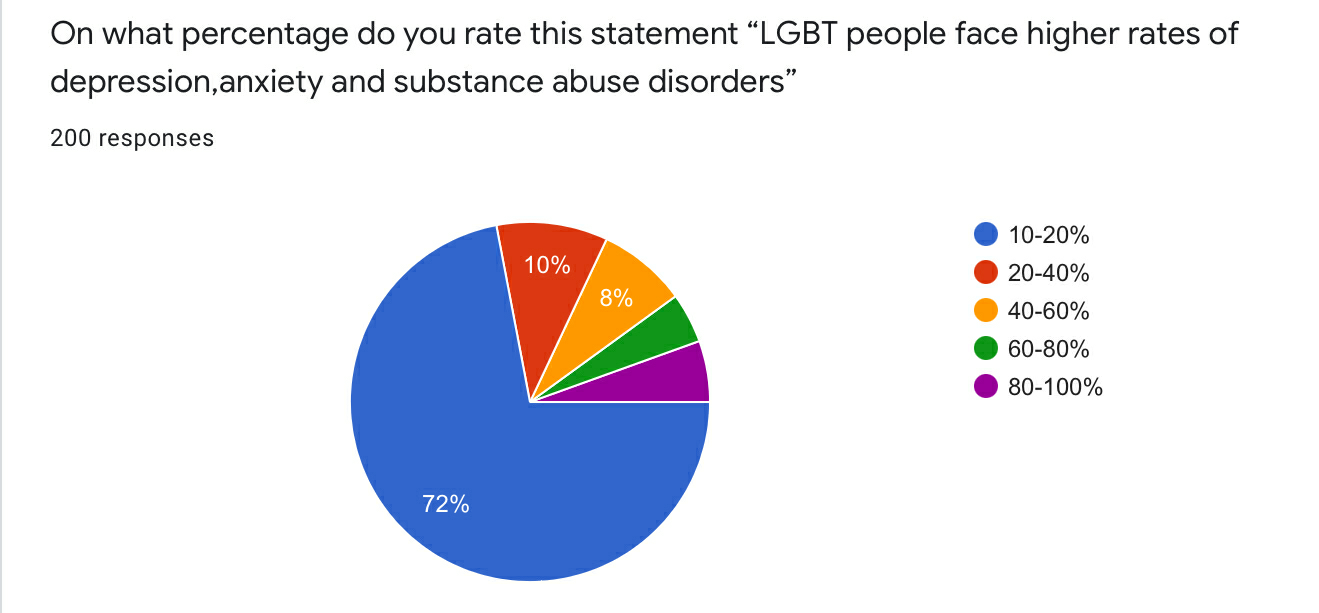 On what percentage do you rate this statement “LGBT people face higher rates of
depression,anxiety and substance abuse disorders”
200 responses
10%
8%
72%
10-20%
20-40%
40-60%
60-80%
80-100%